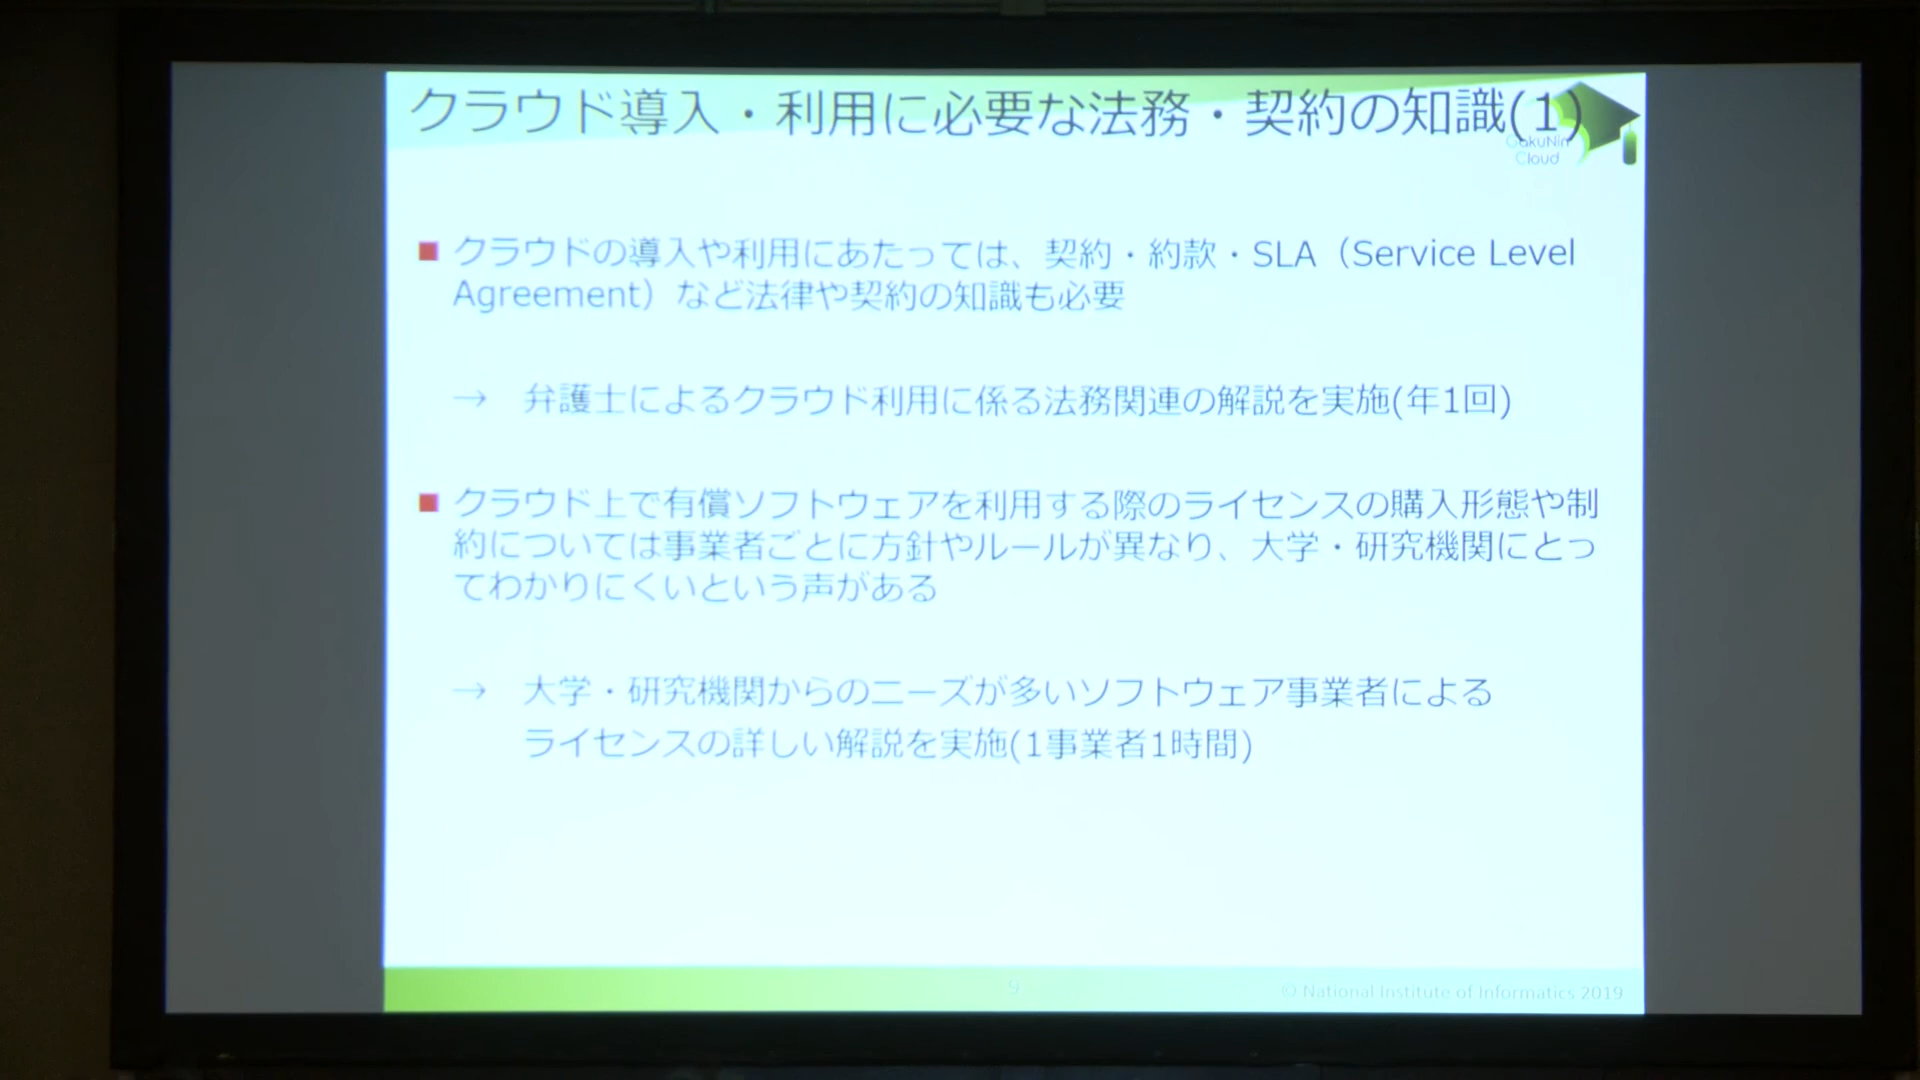 クラウド導入・利用に必要な法務・契約の知識(1)
GakuNin
Cloud
■ クラウドの導入や利用にあたっては、契約・約款・SLA（Service Level
Agreement）など法律や契約の知識も必要
→ 弁護士によるクラウド利用に係る法務関連の解説を実施(年1回)
■ クラウド上で有償ソフトウェアを利用する際のライセンスの購入形態や制
約については事業者ごとに方針やルールが異なり、大学・研究機関にとっ
てわかりにくいという声がある
→ 大学・研究機関からのニーズが多いソフトウェア事業者による
ライセンスの詳しい解説を実施(1事業者1時間)
9
© National Institute of Informatics 2019